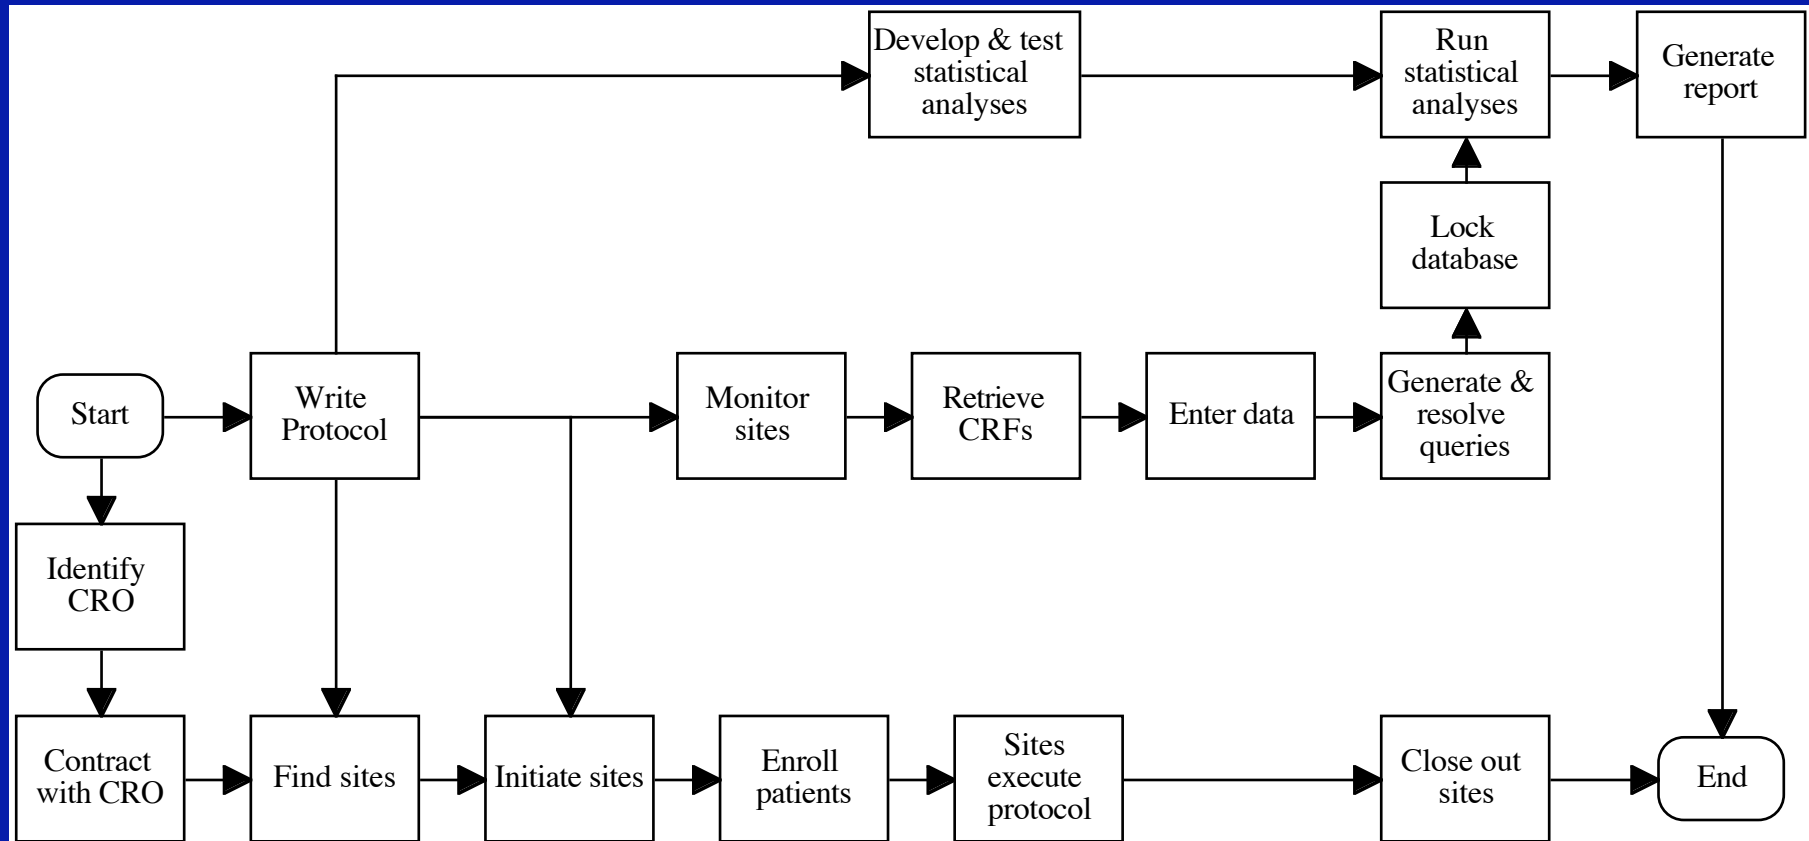 Develop & test
statistical
analyses
Run
statistical
analyses
Generate
report
Lock
database
Start
Write
Protocol
Monitor
sites
Retrieve
CRFs
Enter data
Generate &
resolve
queries
Identify
CRO
Contract
with CRO
Find sites
Initiate sites
Enroll
patients
Sites
execute
protocol
Close out
sites
End